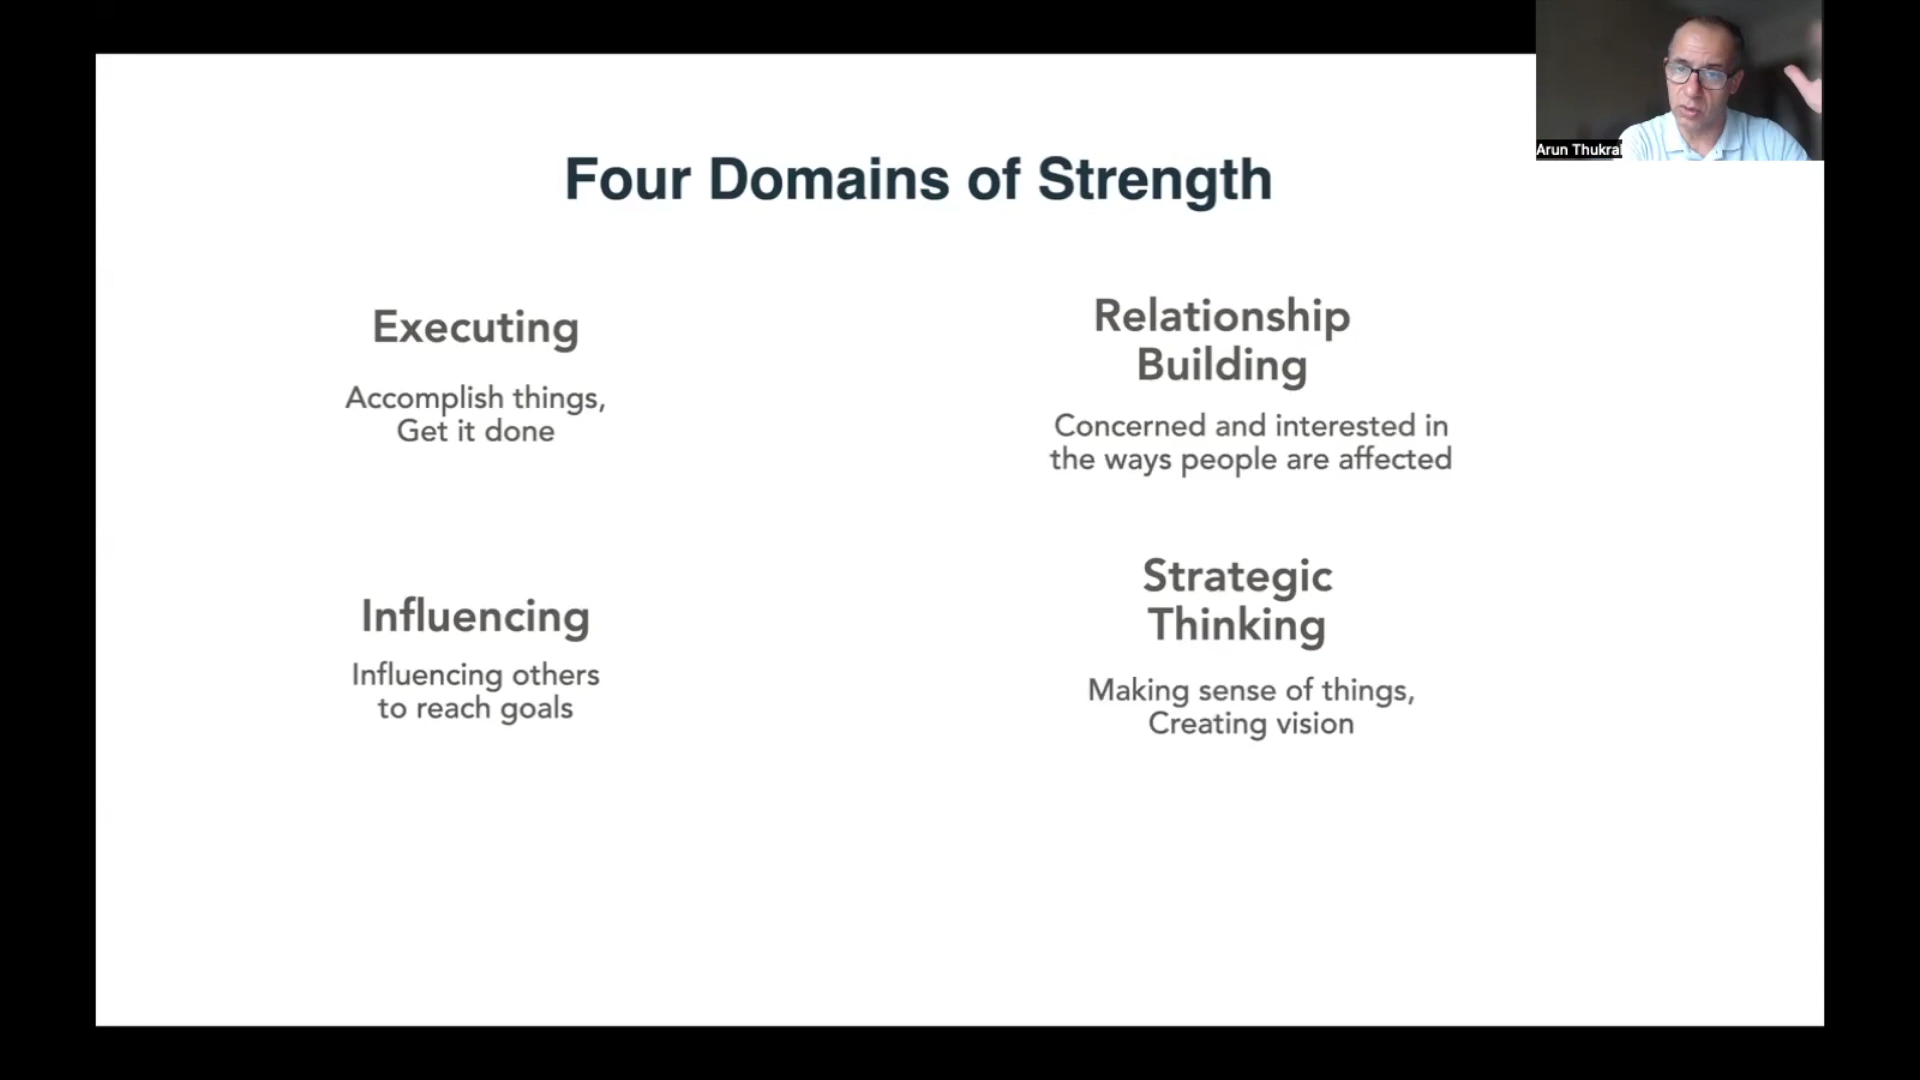 Arun Thukral
Four Domains of Strength
Executing
Accomplish things,
Get it done
Relationship
Building
Concerned and interested in
the ways people are affected
Influencing
Influencing others
to reach goals
Strategic
Thinking
Making sense of things,
Creating vision